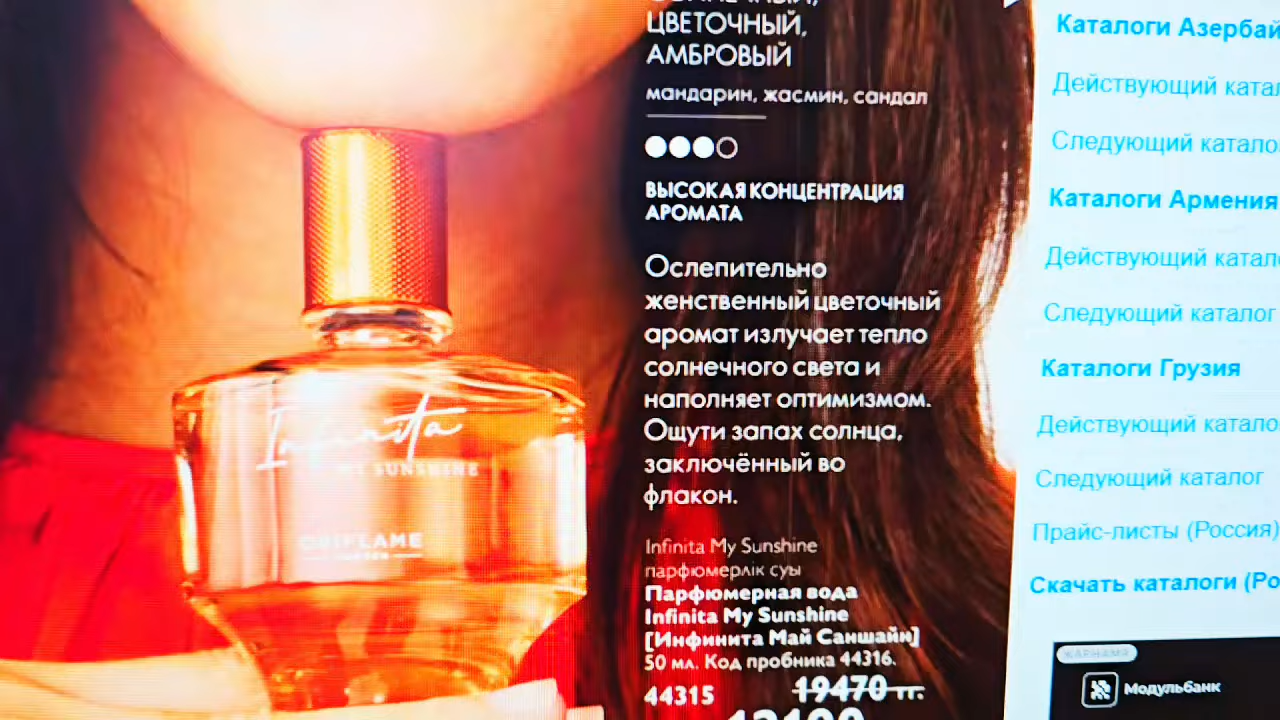 ЦВЕТОЧНЫЙ,
АМБРОВЫЙ
мандарин, жасмин, сандал
ВЫСОКАЯ КОНЦЕНТРАЦИЯ
АРОМАТА
Ослепительно
женственный цветочный
аромат излучает тепло
солнечного света и
наполняет оптимизмом.
Ощути запах солнца,
заключённый во
флакон.
Infinita My Sunshine
парфюмерлік суы
Парфюмерная вода
Infinita My Sunshine
[Инфинита Май Саншайн]
50 мл. Код пробника 44316.
44315 19470 тг.
Infinita
MY SUNSHINE
ORIFLAME
Каталоги Азербай
Действующий катал
Следующий катало
Каталоги Армения
Действующий катало
Следующий каталог
Каталоги Грузия
Действующий катало
Следующий каталог
Прайс-листы (Россия)
Скачать каталоги (Ро
ЖАРНАМА
Модульбанк